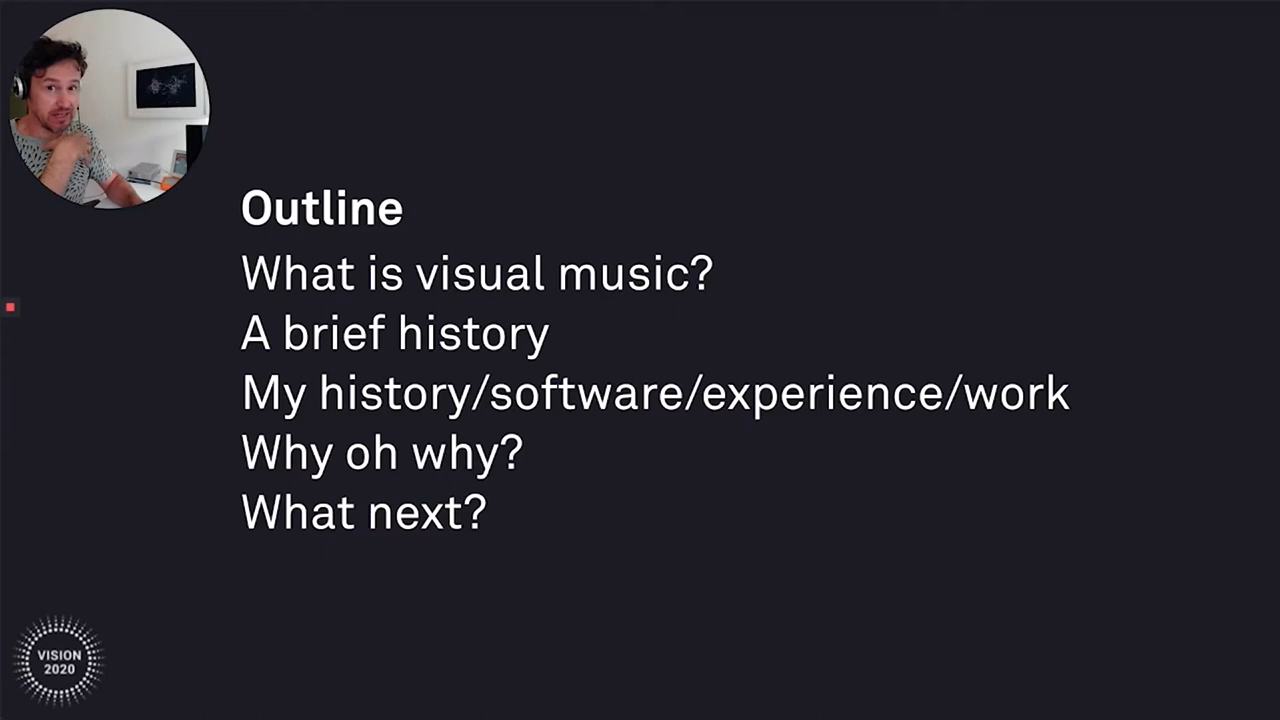 Outline
What is visual music?
A brief history
My history/software/experience/work
Why oh why?
What next?
VISION
2020